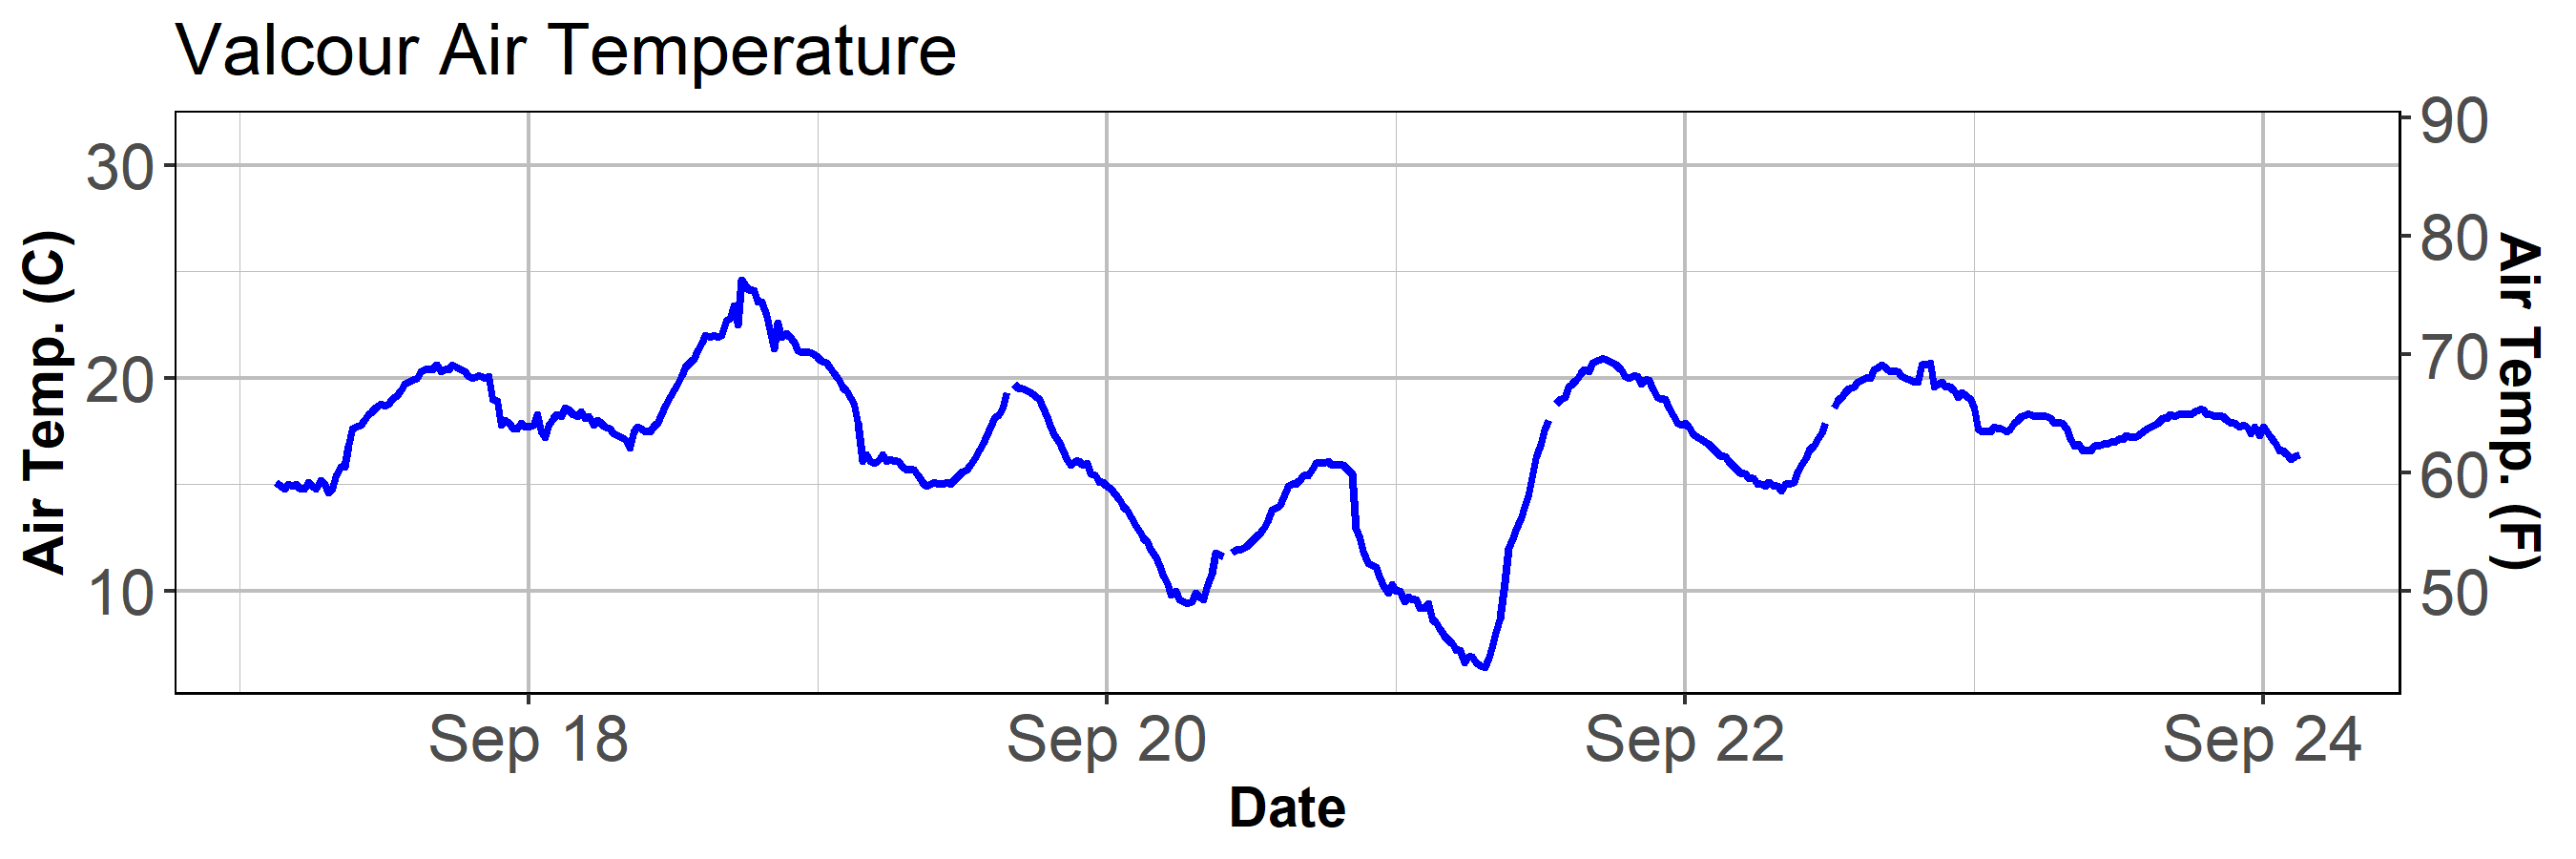 Valcour Air Temperature
Air Temp. (C)
30
20
10
90
80
70
60
50
Air Temp. (F)
Sep 18
Sep 20
Sep 22
Sep 24
Date